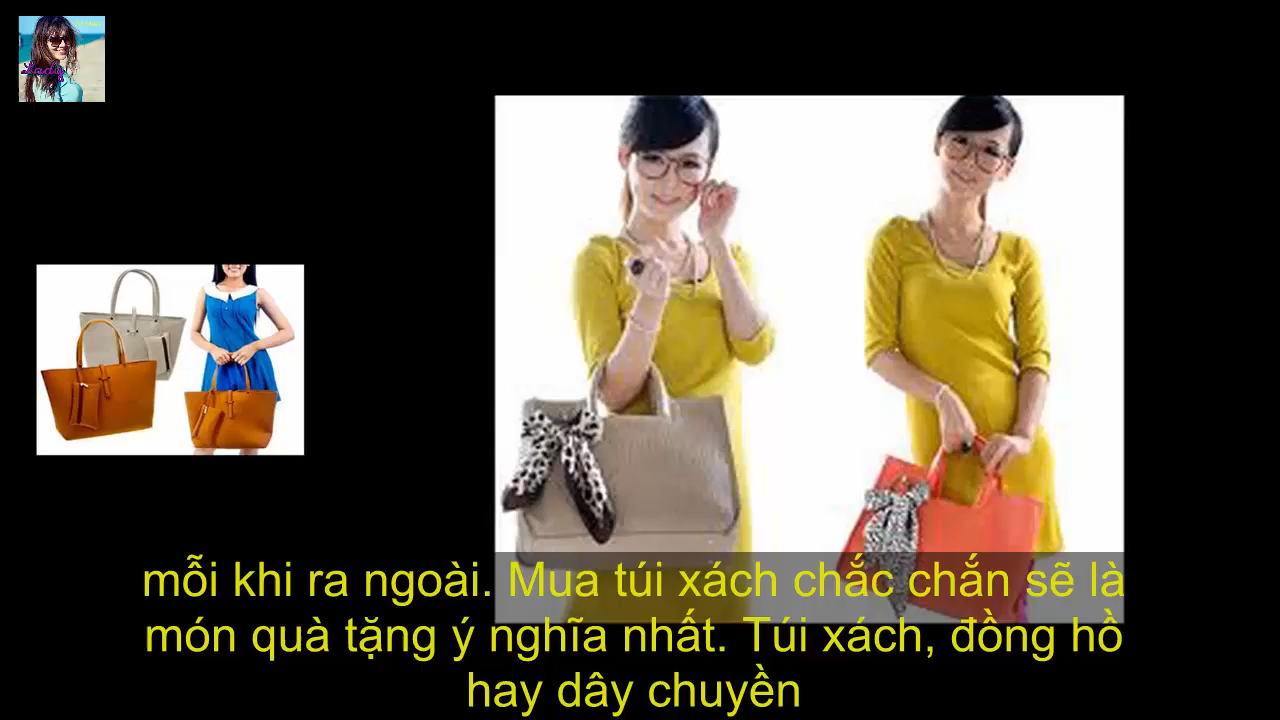 Lady
mỗi khi ra ngoài. Mua túi xách chắc chắn sẽ là
món quà tặng ý nghĩa nhất. Túi xách, đồng hồ
hay dây chuyền